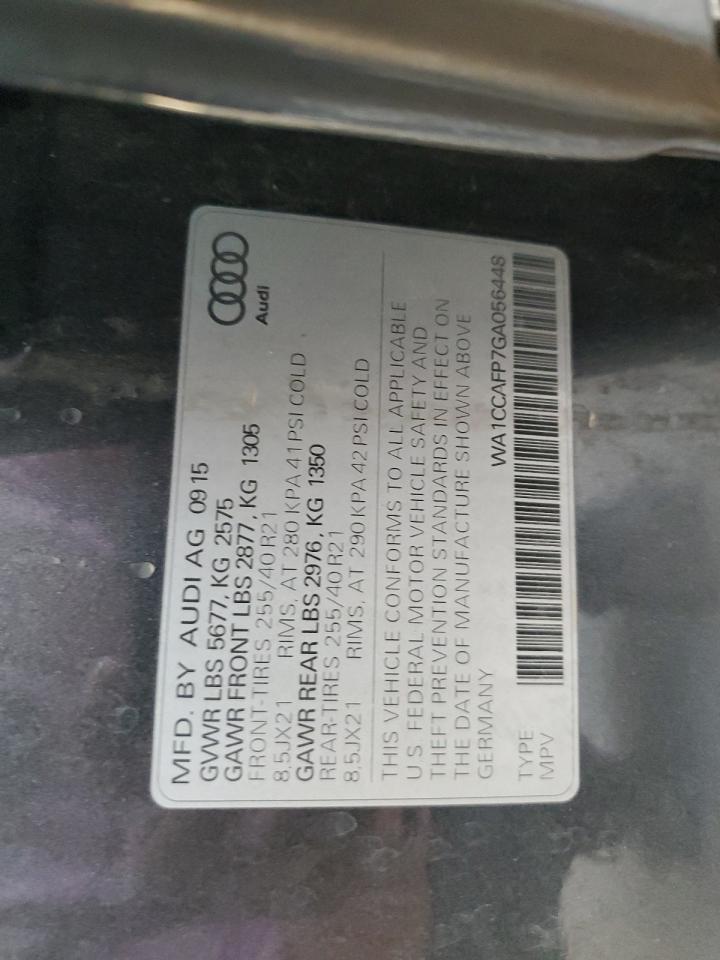 Audi
MFD. BY AUDI AG 09 15
GVWR LBS 5677, KG 2575
GAWR FRONT LBS 2877, KG 1305
FRONT-TIRES 255/40R21
8,5JX21 RIMS, AT 280 KPA 41 PSI COLD
GAWR REAR LBS 2976, KG 1350
REAR-TIRES 255/40R21
8,5JX21 RIMS, AT 290 KPA 42 PSI COLD
THIS VEHICLE CONFORMS TO ALL APPLICABLE
U.S. FEDERAL MOTOR VEHICLE SAFETY AND
THEFT PREVENTION STANDARDS IN EFFECT ON
THE DATE OF MANUFACTURE SHOWN ABOVE
GERMANY WA1CCAFP7GA056448
TYPE
MPV